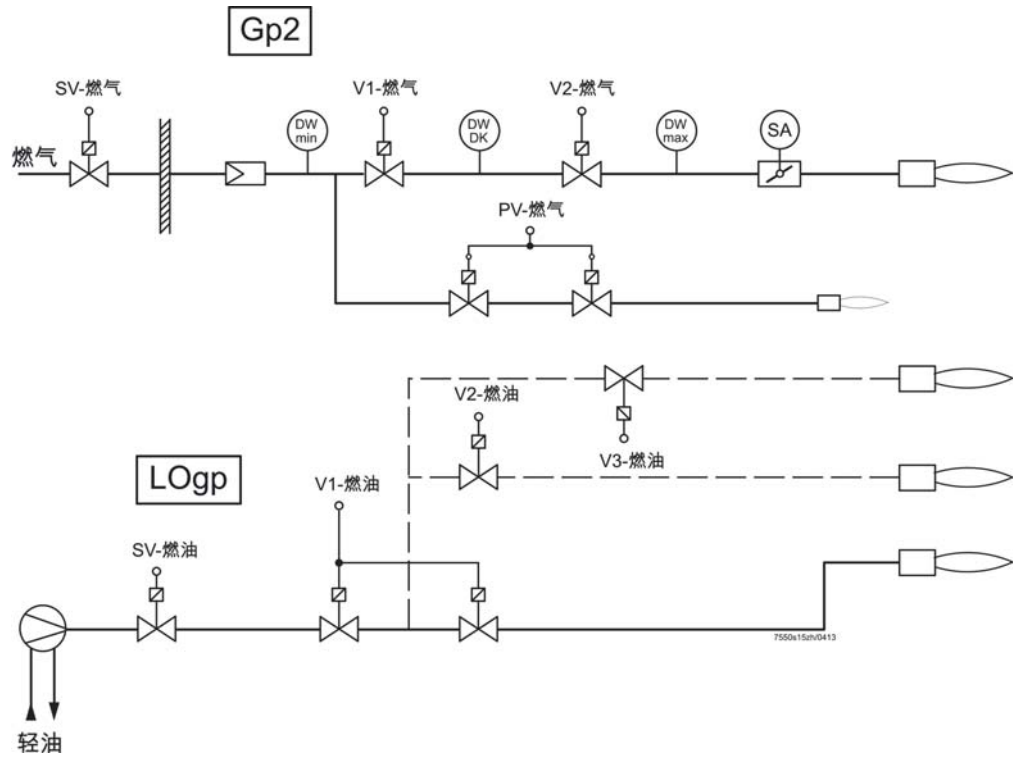 Gp2
SV-燃气
V1-燃气
V2-燃气
DW
min
DW
DK
DW
max
SA
燃气
PV-燃气
V2-燃油
V3-燃油
LOgp
V1-燃油
SV-燃油
7550s15zh/0413
轻油